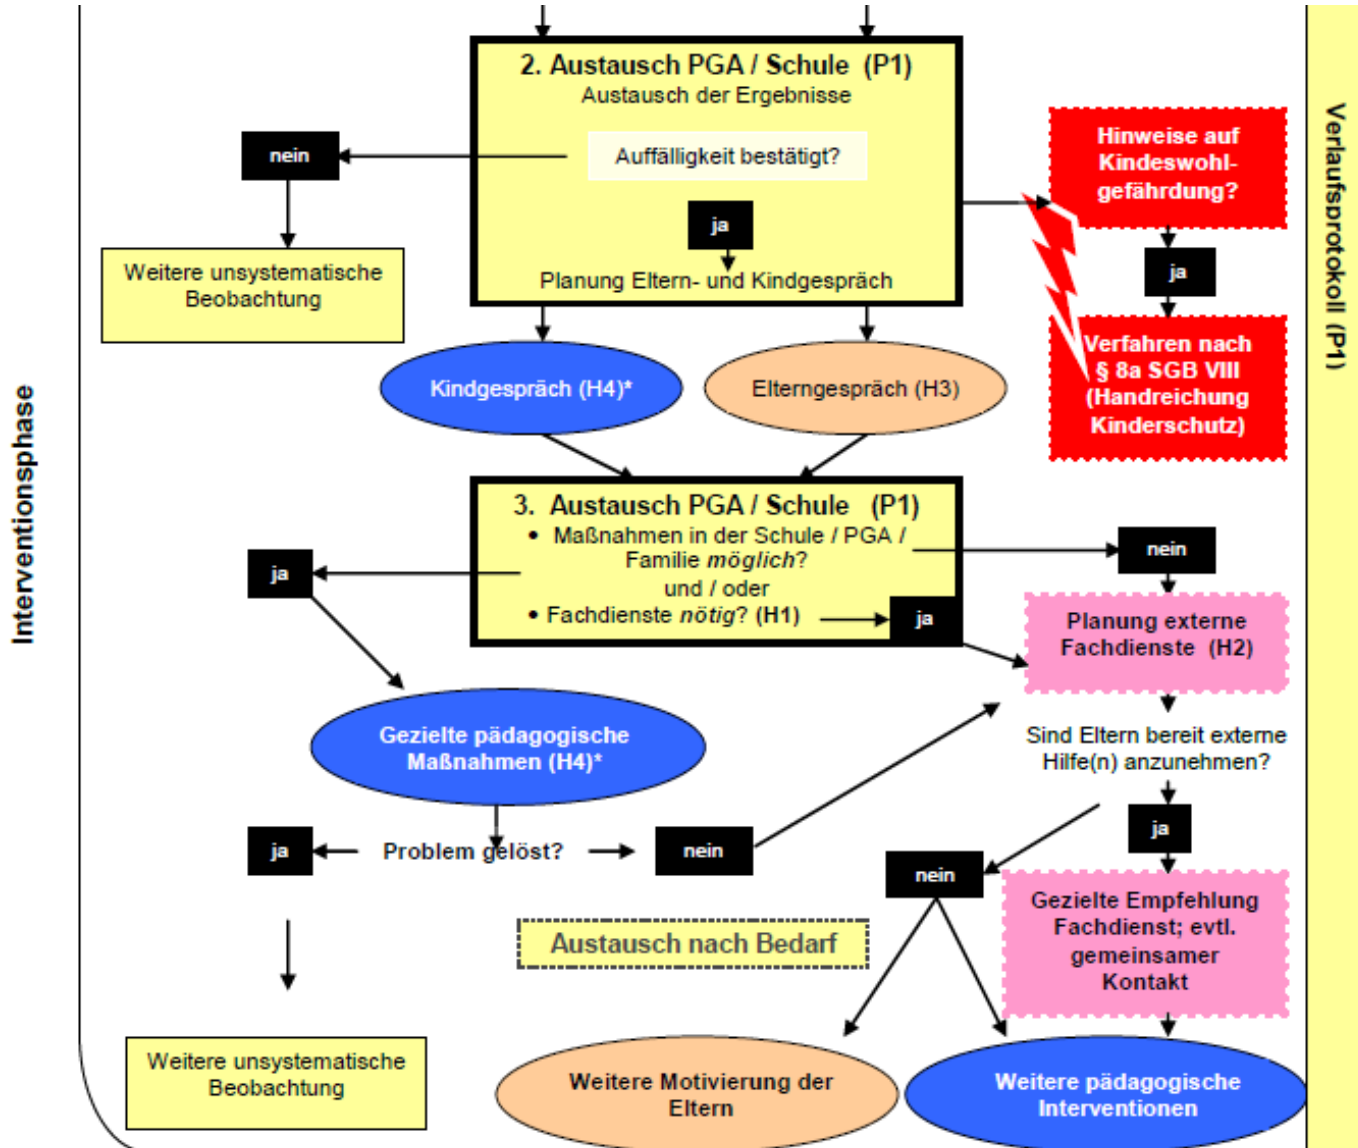 2. Austausch PGA / Schule (P1)
Austausch der Ergebnisse
Auffälligkeit bestätigt?
nein
ja
Planung Eltern- und Kindgespräch
Weitere unsystematische
Beobachtung
Hinweise auf
Kindeswohl-
gefährdung?
ja
Verfahren nach
§ 8a SGB VIII
(Handreichung
Kinderschutz)
Verlaufsprotokoll (P1)
Interventionsphase
Kindgespräch (H4)*
Elterngespräch (H3)
3. Austausch PGA / Schule (P1)
• Maßnahmen in der Schule / PGA /
Familie möglich?
und / oder
• Fachdienste nötig? (H1)
ja
ja
nein
Planung externe
Fachdienste (H2)
Gezielte pädagogische
Maßnahmen (H4)*
Sind Eltern bereit externe
Hilfe(n) anzunehmen?
ja
Problem gelöst?
nein
nein
ja
Gezielte Empfehlung
Fachdienst; evtl.
gemeinsamer
Kontakt
Austausch nach Bedarf
Weitere unsystematische
Beobachtung
Weitere Motivierung der
Eltern
Weitere pädagogische
Interventionen